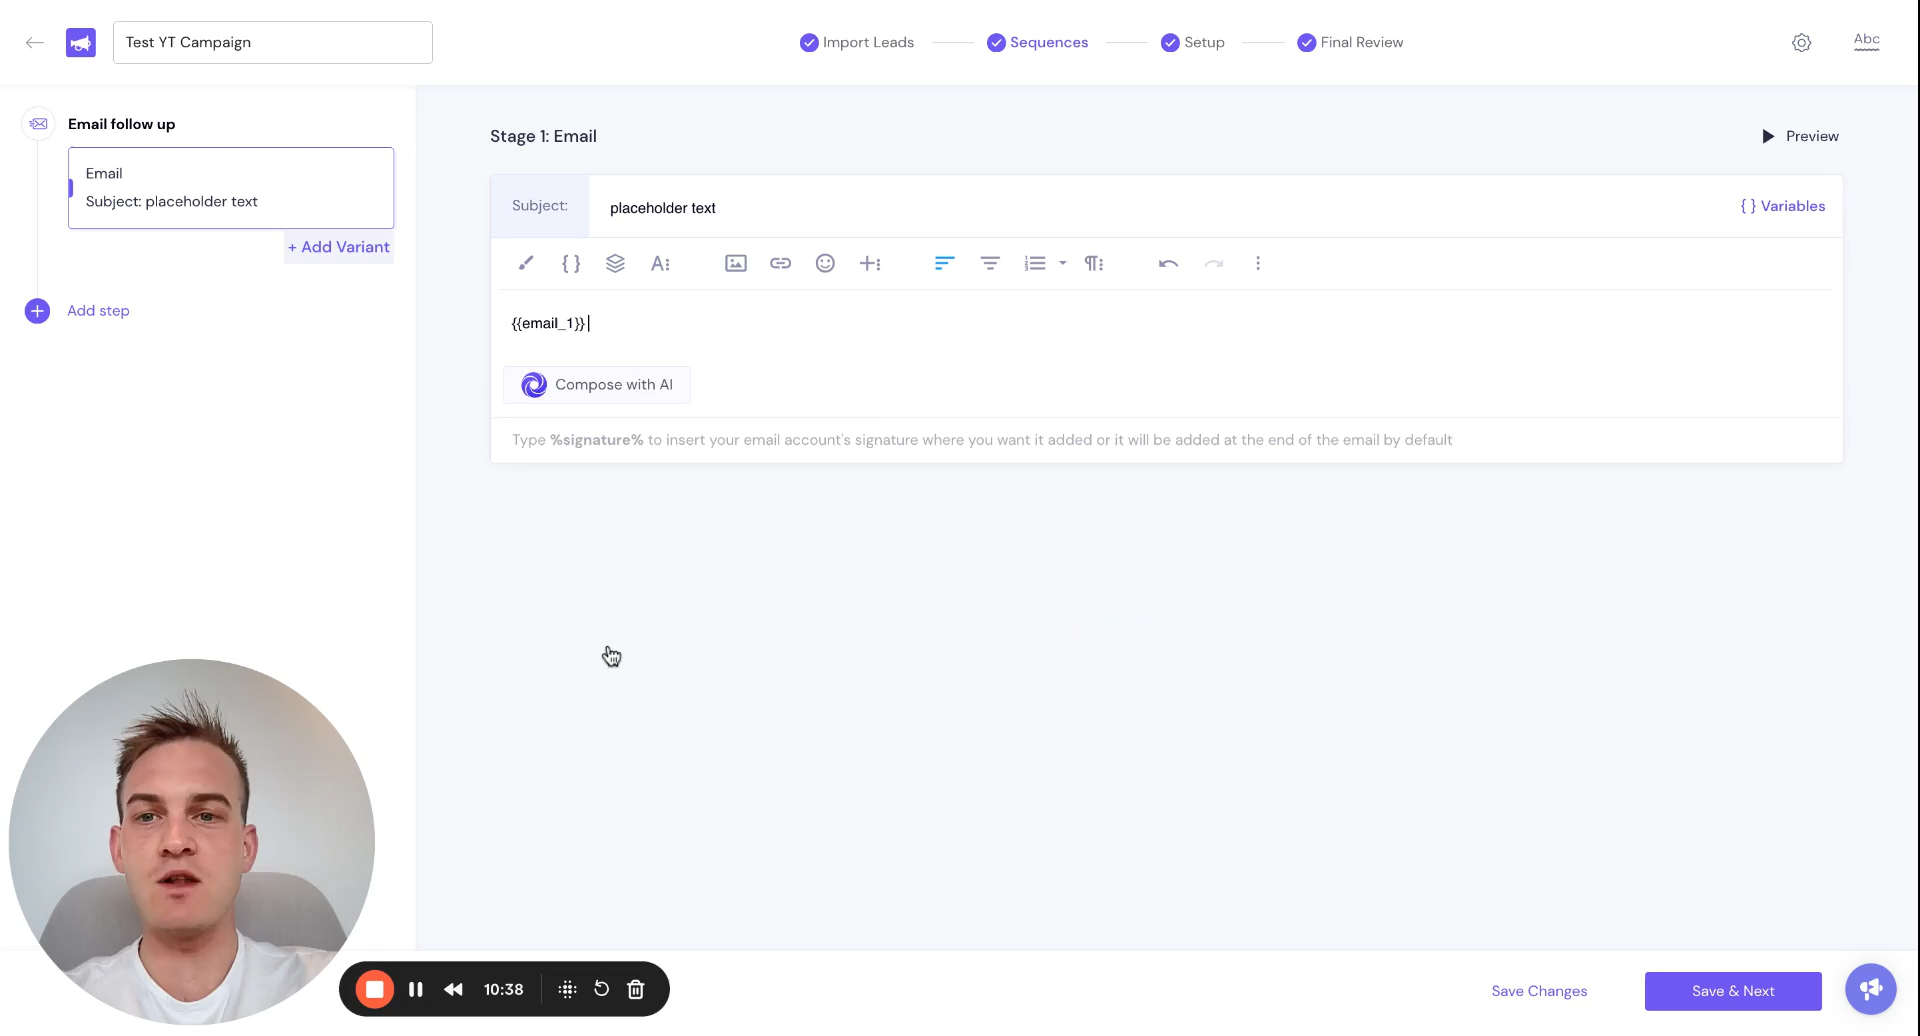 Test YT Campaign
Import Leads
Sequences
Setup
Final Review
Abc
Email follow up
Email
Subject: placeholder text
+ Add Variant
Add step
Stage 1: Email
Preview
Subject:
placeholder text
{ } Variables
{{email_1}}
Compose with AI
Type %signature% to insert your email account's signature where you want it added or it will be added at the end of the email by default
10:38
Save Changes
Save & Next